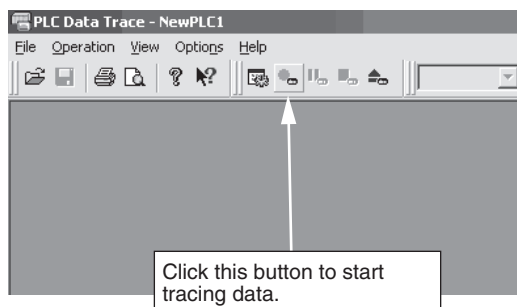 PLC Data Trace - NewPLC1
File Operation View Options Help
Click this button to start
tracing data.